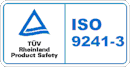 TÜV
Rheinland
Product Safety
ISO
9241-3